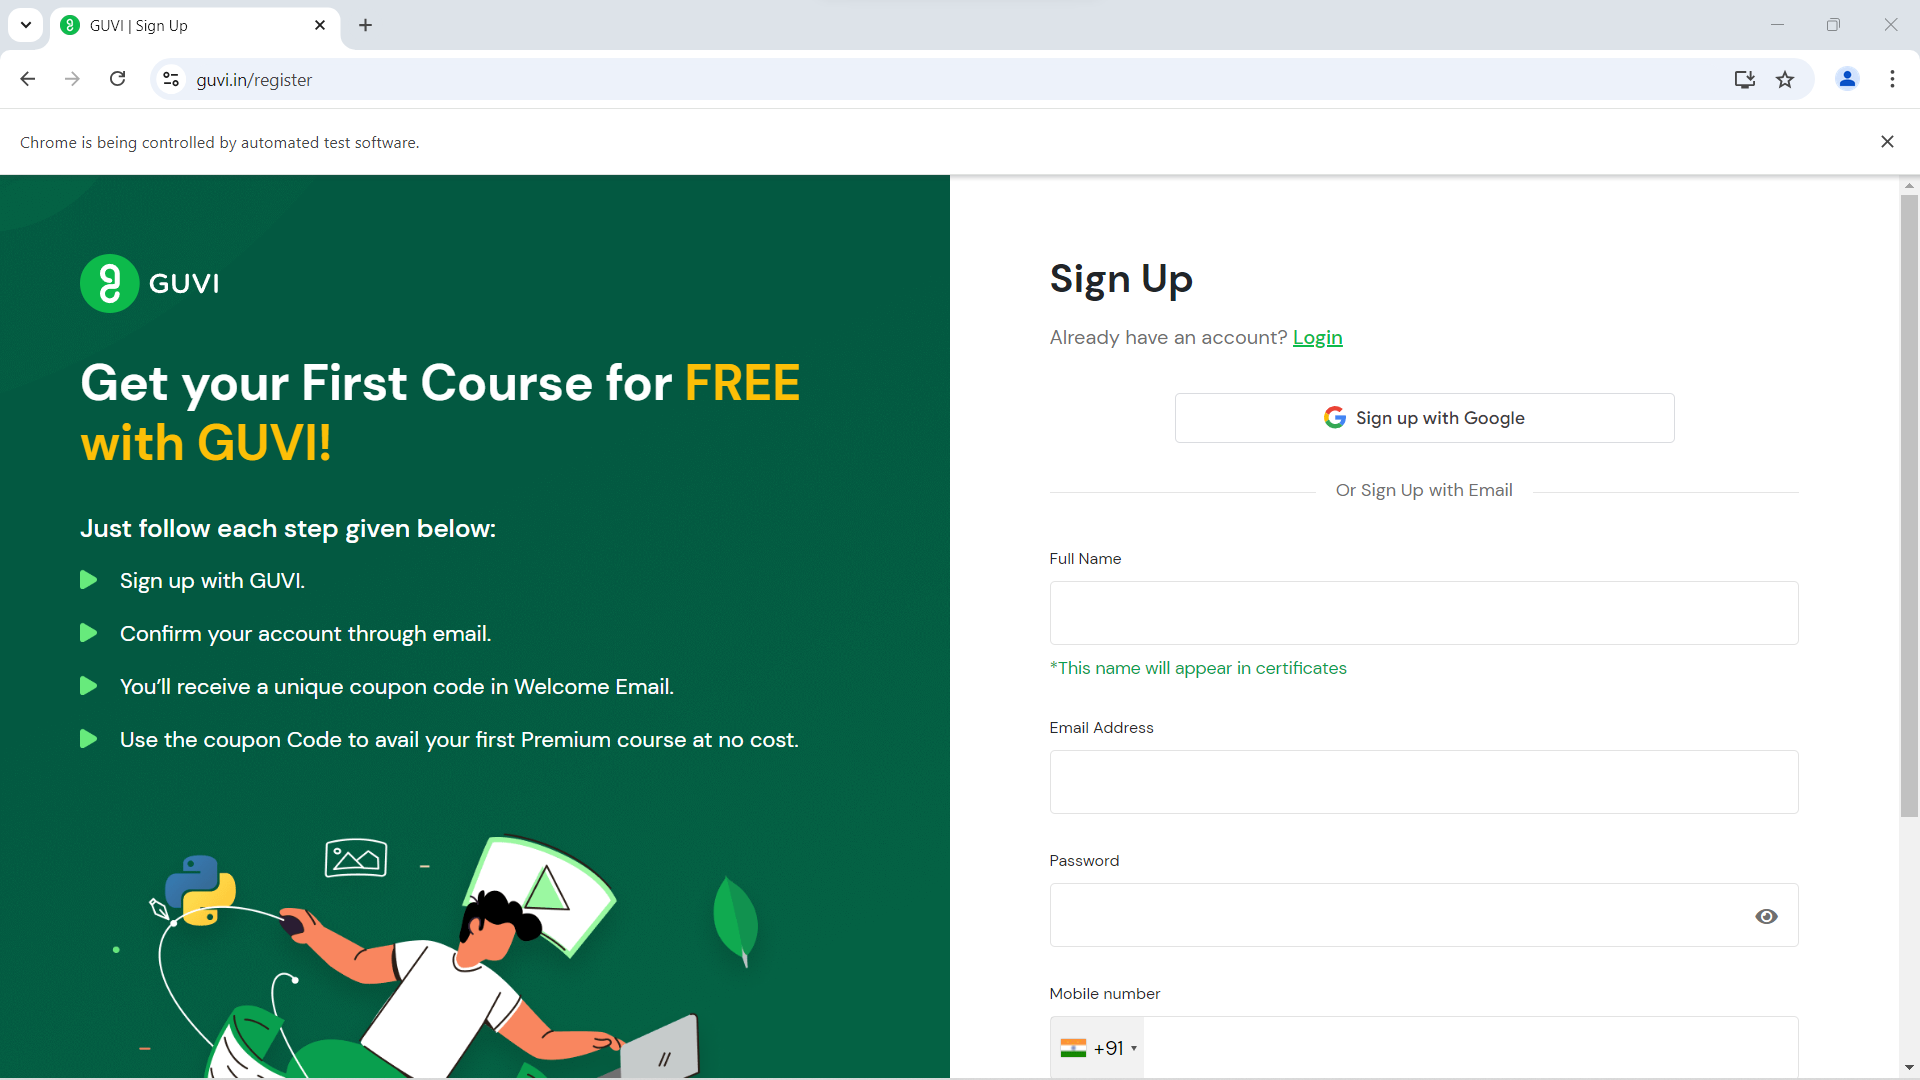 GUVI | Sign Up
guvi.in/register
Chrome is being controlled by automated test software.
GUVI
Get your First Course for FREE
with GUVI!
Just follow each step given below:
Sign up with GUVI.
Confirm your account through email.
You’ll receive a unique coupon code in Welcome Email.
Use the coupon Code to avail your first Premium course at no cost.
//
Sign Up
Already have an account? Login
Sign up with Google
Or Sign Up with Email
Full Name
*This name will appear in certificates
Email Address
Password
Mobile number
+91